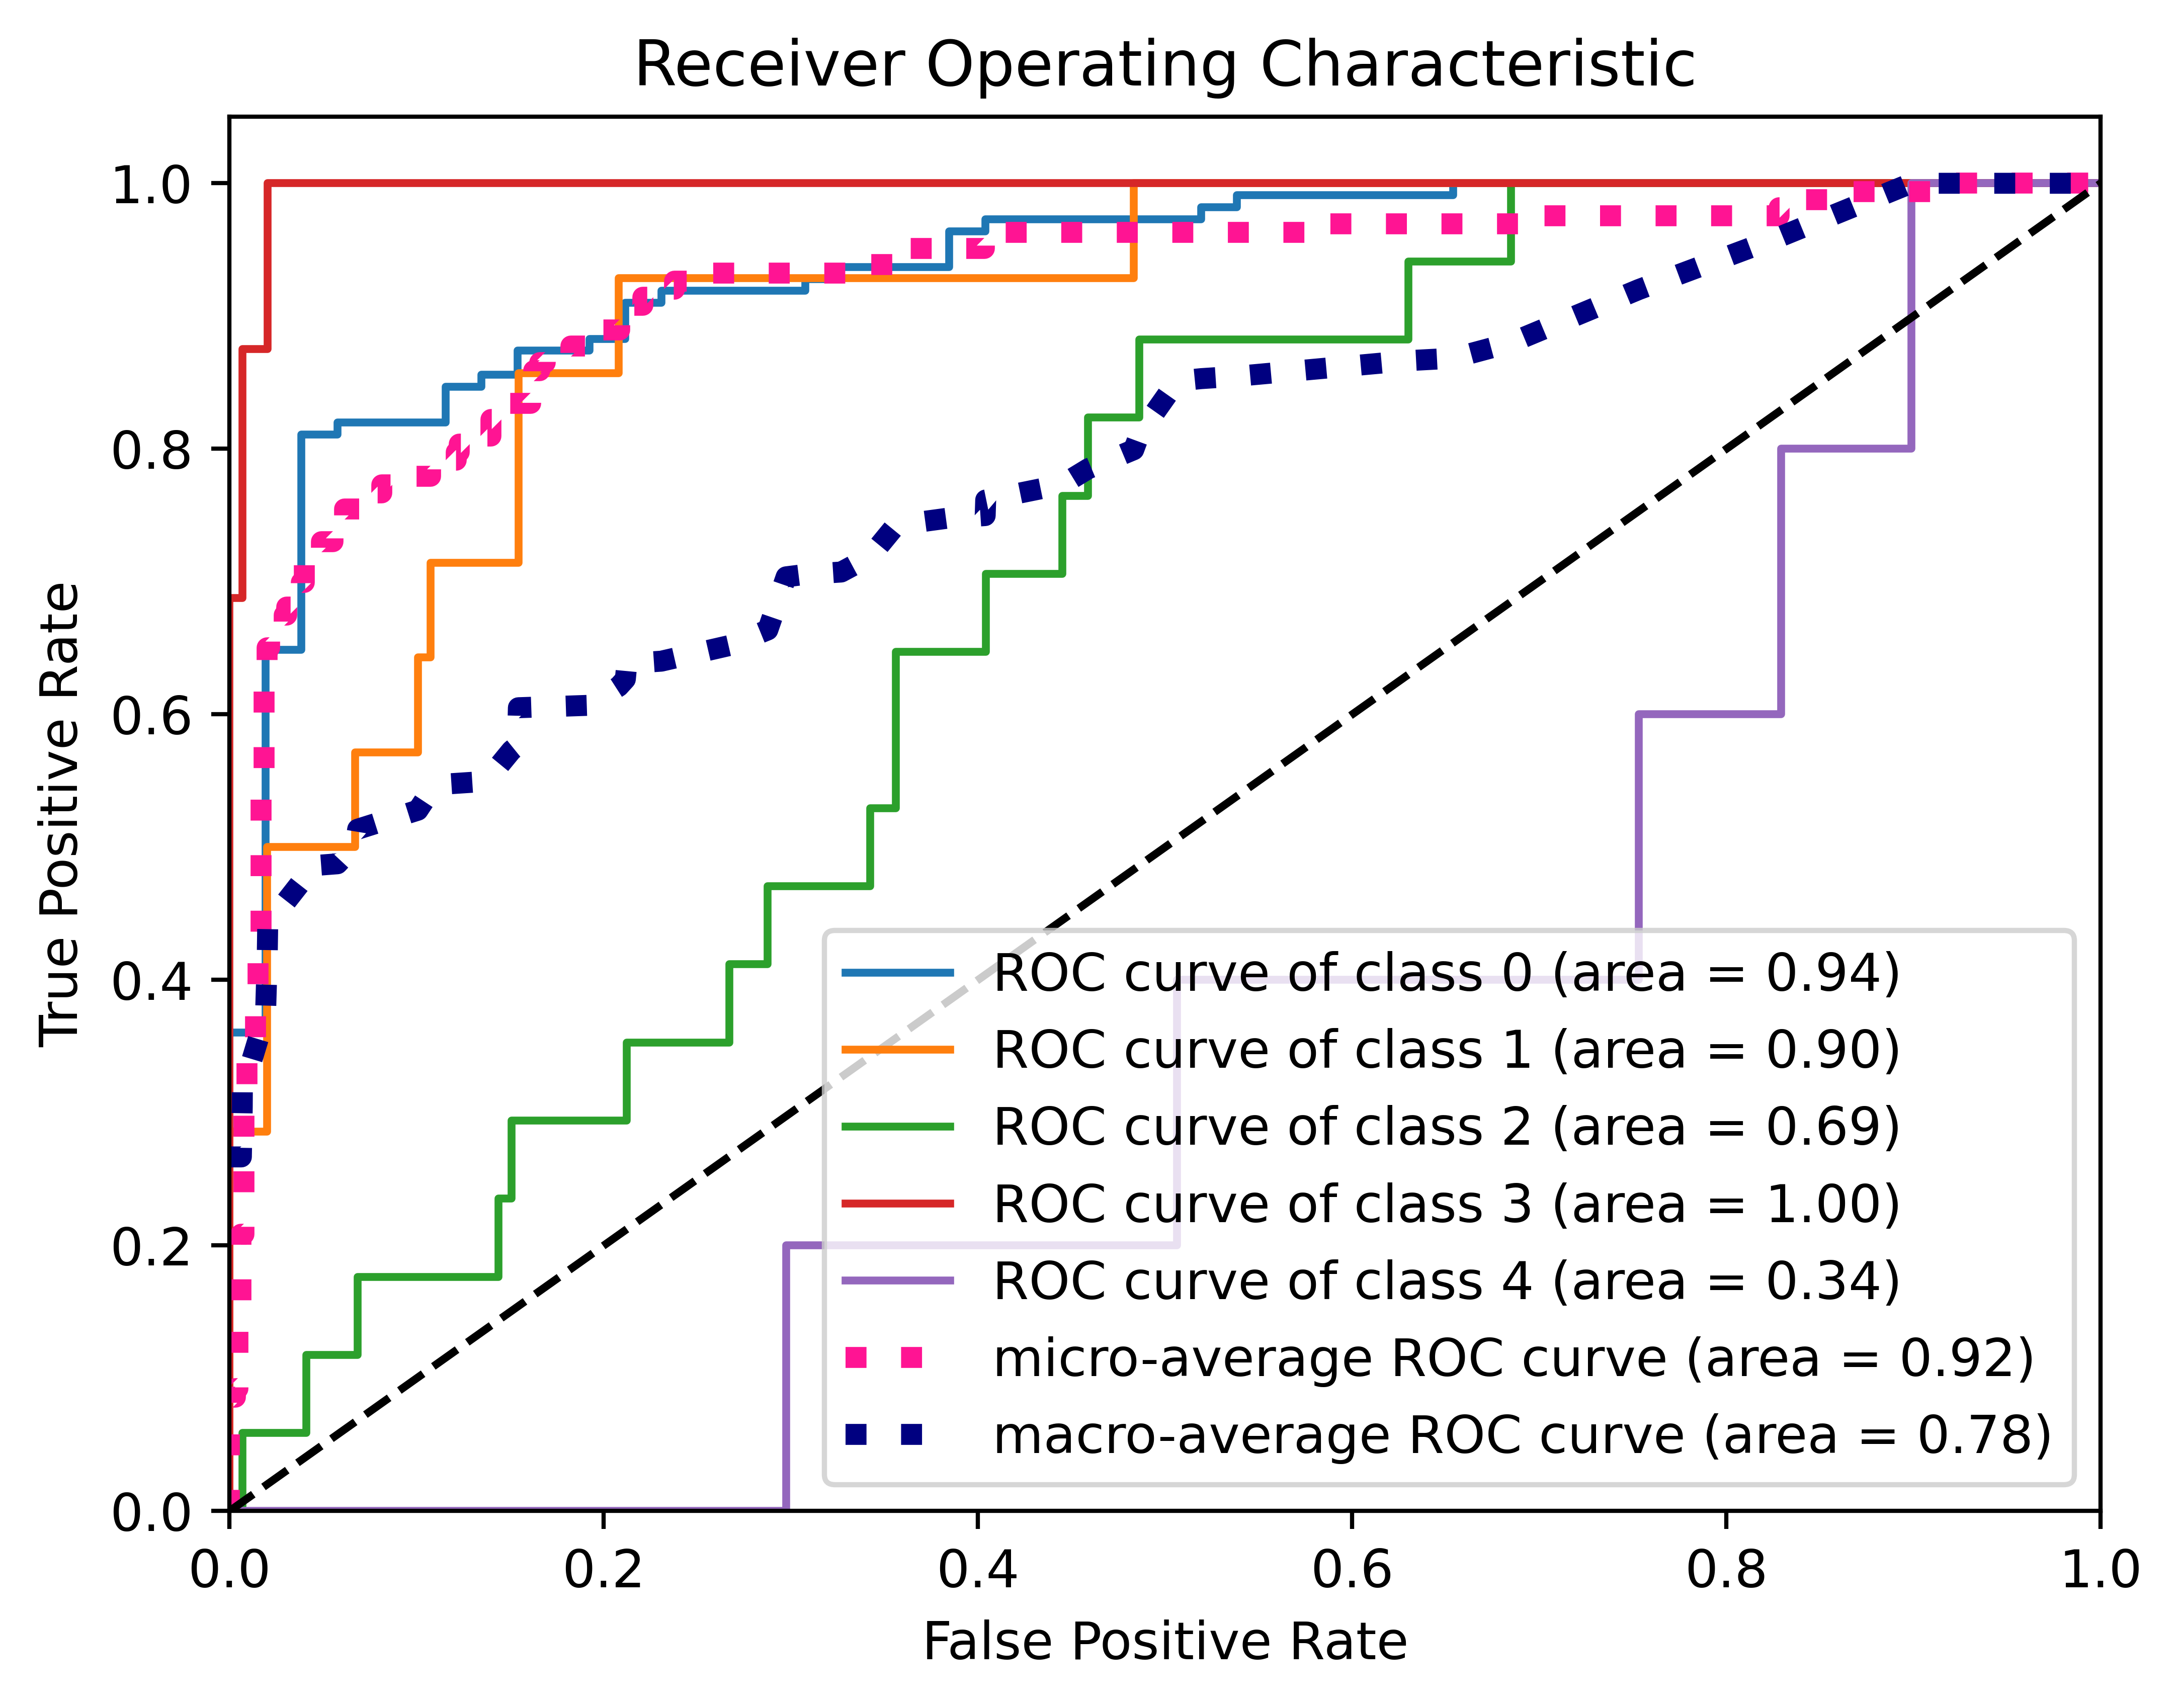 Receiver Operating Characteristic
1.0
0.8
0.6
0.4
0.2
0.0
True Positive Rate
ROC curve of class 0 (area = 0.94)
ROC curve of class 1 (area = 0.90)
ROC curve of class 2 (area = 0.69)
ROC curve of class 3 (area = 1.00)
ROC curve of class 4 (area = 0.34)
micro-average ROC curve (area = 0.92)
macro-average ROC curve (area = 0.78)
0.0 0.2 0.4 0.6 0.8 1.0
False Positive Rate